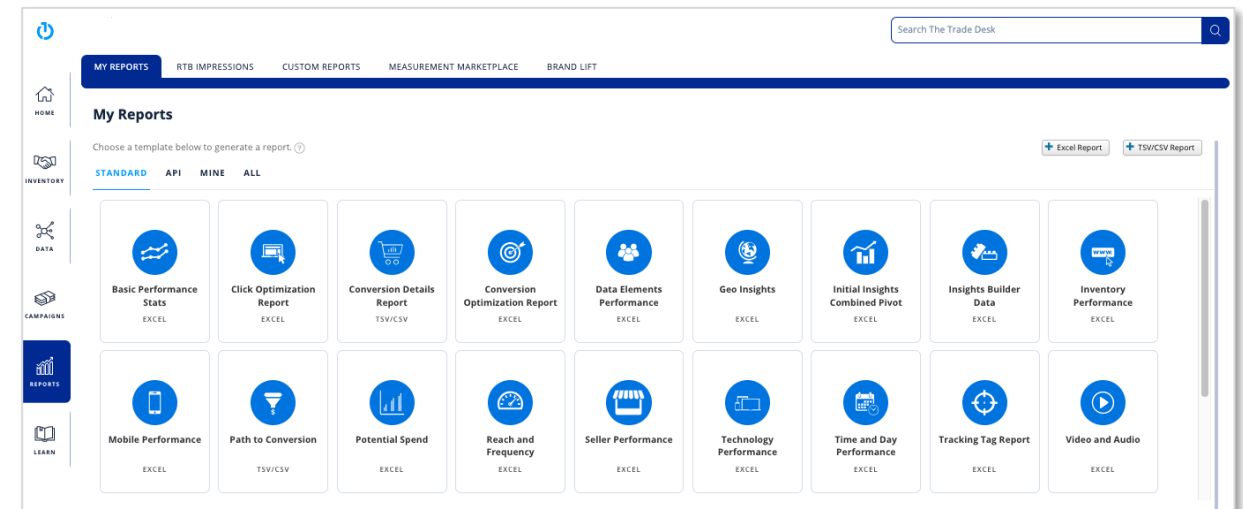 Search The Trade Desk
MY REPORTS RTB IMPRESSIONS CUSTOM REPORTS MEASUREMENT MARKETPLACE BRAND LIFT
HOME
My Reports
Choose a template below to generate a report. ?
+ Excel Report + TSV/CSV Report
INVENTORY
STANDARD API MINE ALL
DATA
Basic Performance Stats
EXCEL
Click Optimization Report
EXCEL
Conversion Details Report
TSV/CSV
Conversion Optimization Report
EXCEL
Data Elements Performance
EXCEL
Geo Insights
EXCEL
Initial Insights Combined Pivot
EXCEL
Insights Builder Data
EXCEL
www
Inventory Performance
EXCEL
CAMPAIGNS
REPORTS
LEARN
Mobile Performance
EXCEL
Path to Conversion
TSV/CSV
Potential Spend
EXCEL
Reach and Frequency
EXCEL
Seller Performance
EXCEL
Technology Performance
EXCEL
Time and Day Performance
EXCEL
Tracking Tag Report
EXCEL
Video and Audio
EXCEL